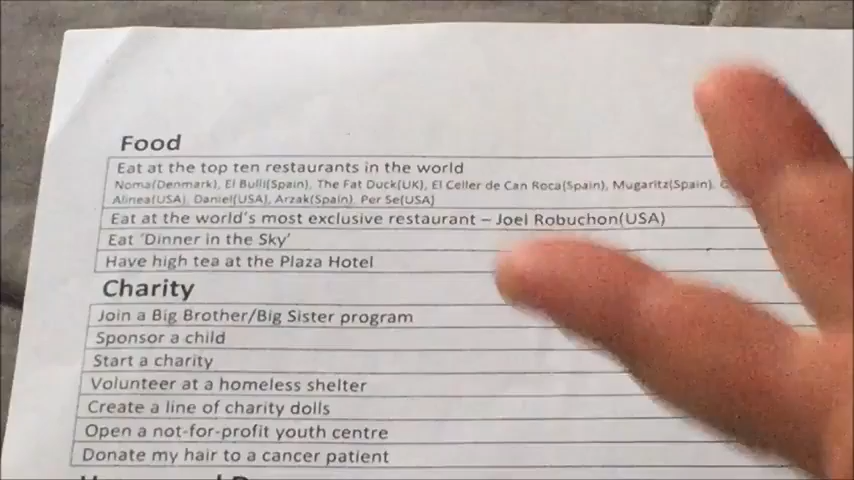 Food
Eat at the top ten restaurants in the world
Noma(Denmark), El Bulli(Spain), The Fat Duck(UK), El Celler de Can Roca(Spain), Mugaritz(Spain),
Alinea(USA), Daniel(USA), Arzak(Spain), Per Se(USA)
Eat at the world's most exclusive restaurant – Joel Robuchon(USA)
Eat 'Dinner in the Sky'
Have high tea at the Plaza Hotel
Charity
Join a Big Brother/Big Sister program
Sponsor a child
Start a charity
Volunteer at a homeless shelter
Create a line of charity dolls
Open a not-for-profit youth centre
Donate my hair to a cancer patient